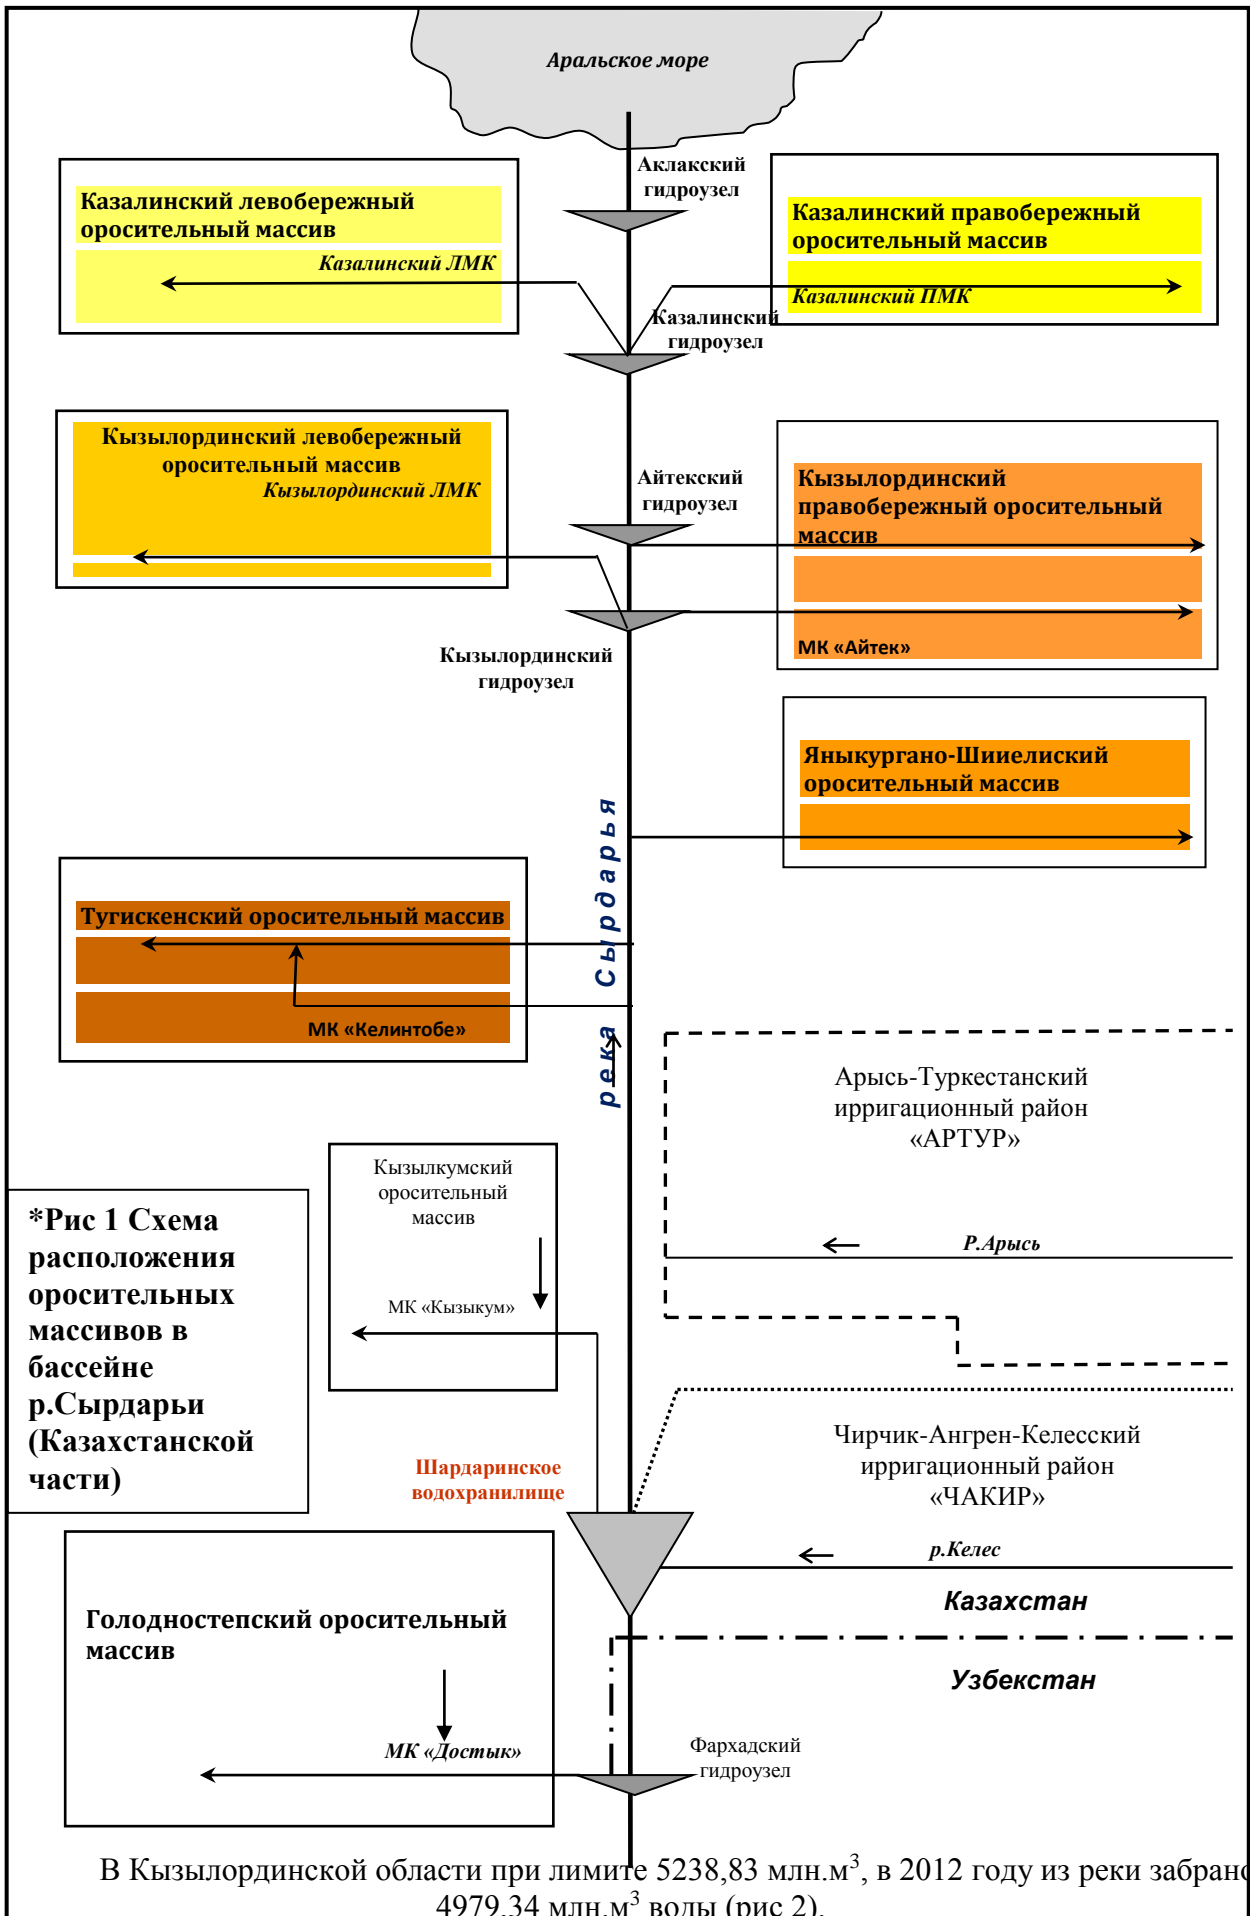 Аральское море
Аклакский
гидроузел
Казалинский левобережный
оросительный массив
Казалинский ЛМК
Казалинский правобережный
оросительный массив
Казалинский ПМК
Казалинский
гидроузел
Кызылординский левобережный
оросительный массив
Кызылординский ЛМК
Айтекский
гидроузел
Кызылординский
правобережный оросительный
массив
МК «Айтек»
Кызылординский
гидроузел
Яныкургано-Шииелиский
оросительный массив
река Сырдарья
Тугискенский оросительный массив
МК «Келинтобе»
Арысь-Туркестанский
ирригационный район
«АРТУР»
Р.Арысь
Кызылкумский
оросительный
массив
МК «Кызыкум»
*Рис 1 Схема
расположения
оросительных
массивов в
бассейне
р.Сырдарьи
(Казахстанской
части)
Чирчик-Ангрен-Келесский
ирригационный район
«ЧАКИР»
Шардаринское
водохранилище
р.Келес
Казахстан
Узбекстан
Голодностепский оросительный
массив
МК «Достык»
Фархадский
гидроузел
В Кызылординской области при лимите 5238,83 млн.м³, в 2012 году из реки забрано
4979,34 млн.м³ воды (рис 2).